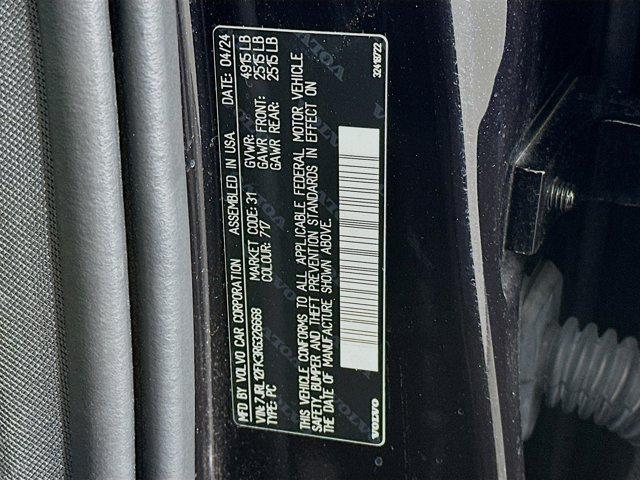 MFD BY VOLVO CAR CORPORATION ASSEMBLED IN USA DATE: 04/24
VIN: 7JRL12FK3RG326668 MARKET CODE: 31 GVWR: 4915 LB
TYPE: PC COLOUR: 717 GAWR FRONT: 2515 LB
GAWR REAR: 2515 LB
THIS VEHICLE CONFORMS TO ALL APPLICABLE FEDERAL MOTOR VEHICLE
SAFETY, BUMPER AND THEFT PREVENTION STANDARDS IN EFFECT ON
THE DATE OF MANUFACTURE SHOWN ABOVE.
VOLVO 32418722